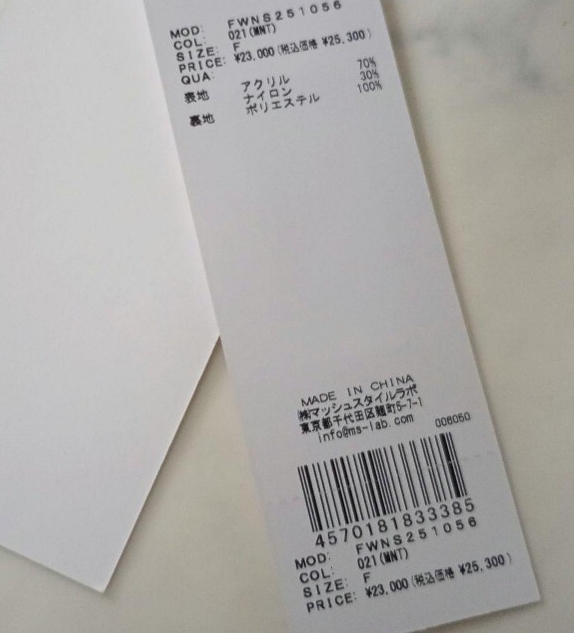 MOD: FWNS251056
COL: 021(MNT)
SIZE: F
PRICE: ¥23,000(税込価格 ¥25,300)
QUA:
表地 アクリル 70%
ナイロン 30%
裏地 ポリエステル 100%
MADE IN CHINA
㈱マッシュスタイルラボ
東京都千代田区麹町5-7-1
info@ms-lab.com 006050
4570181833385
MOD: FWNS251056
COL: 021(MNT)
SIZE: F
PRICE: ¥23,000(税込価格 ¥25,300)